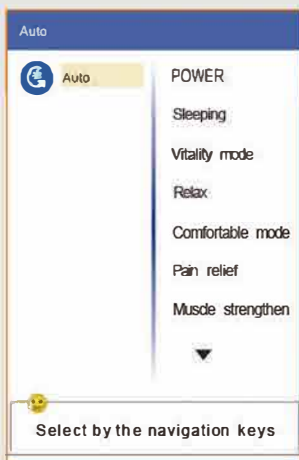 Auto
Auto
POWER
Sleeping
Vitality mode
Relax
Comfortable mode
Pain relief
Muscle strengthen
Select by the navigation keys